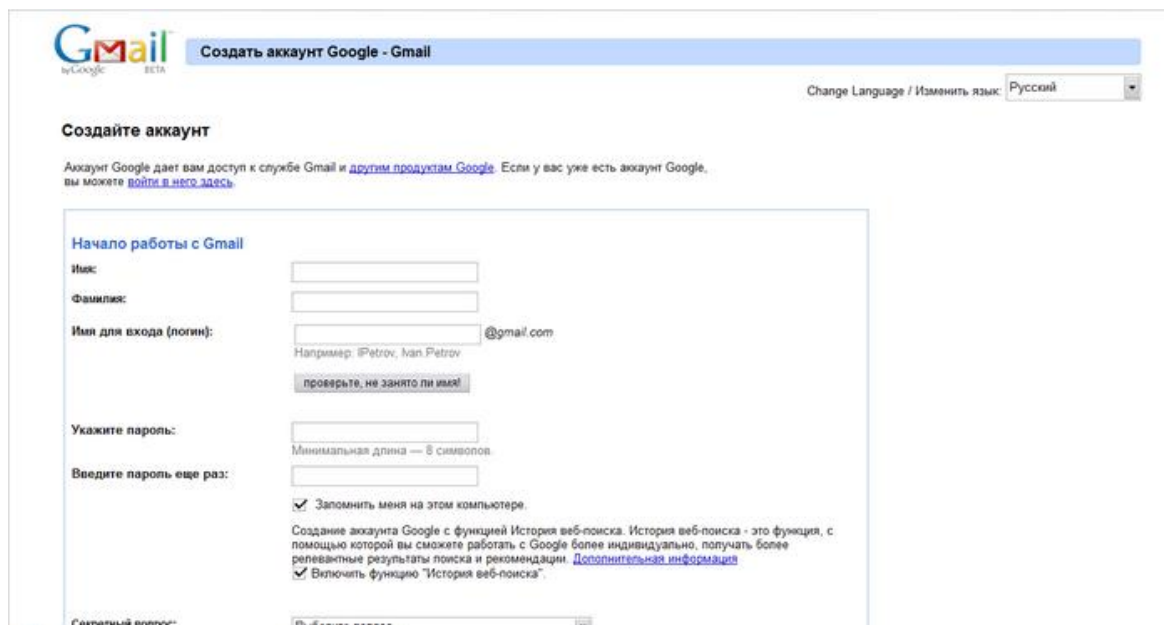 Gmail
by Google BETA
Создать аккаунт Google - Gmail
Change Language / Изменить язык: Русский
Создайте аккаунт
Аккаунт Google дает вам доступ к службе Gmail и другим продуктам Google. Если у вас уже есть аккаунт Google,
вы можете войти в него здесь.
Начало работы с Gmail
Имя:
Фамилия:
Имя для входа (логин): @gmail.com
Например: IPetrov, Ivan.Petrov
проверьте, не занято ли имя!
Укажите пароль:
Минимальная длина — 8 символов.
Введите пароль еще раз:
Запомнить меня на этом компьютере.
Создание аккаунта Google с функцией История веб-поиска. История веб-поиска - это функция, с
помощью которой вы сможете работать с Google более индивидуально, получать более
релевантные результаты поиска и рекомендации. Дополнительная информация
Включить функцию "История веб-поиска".
Секретный вопрос: